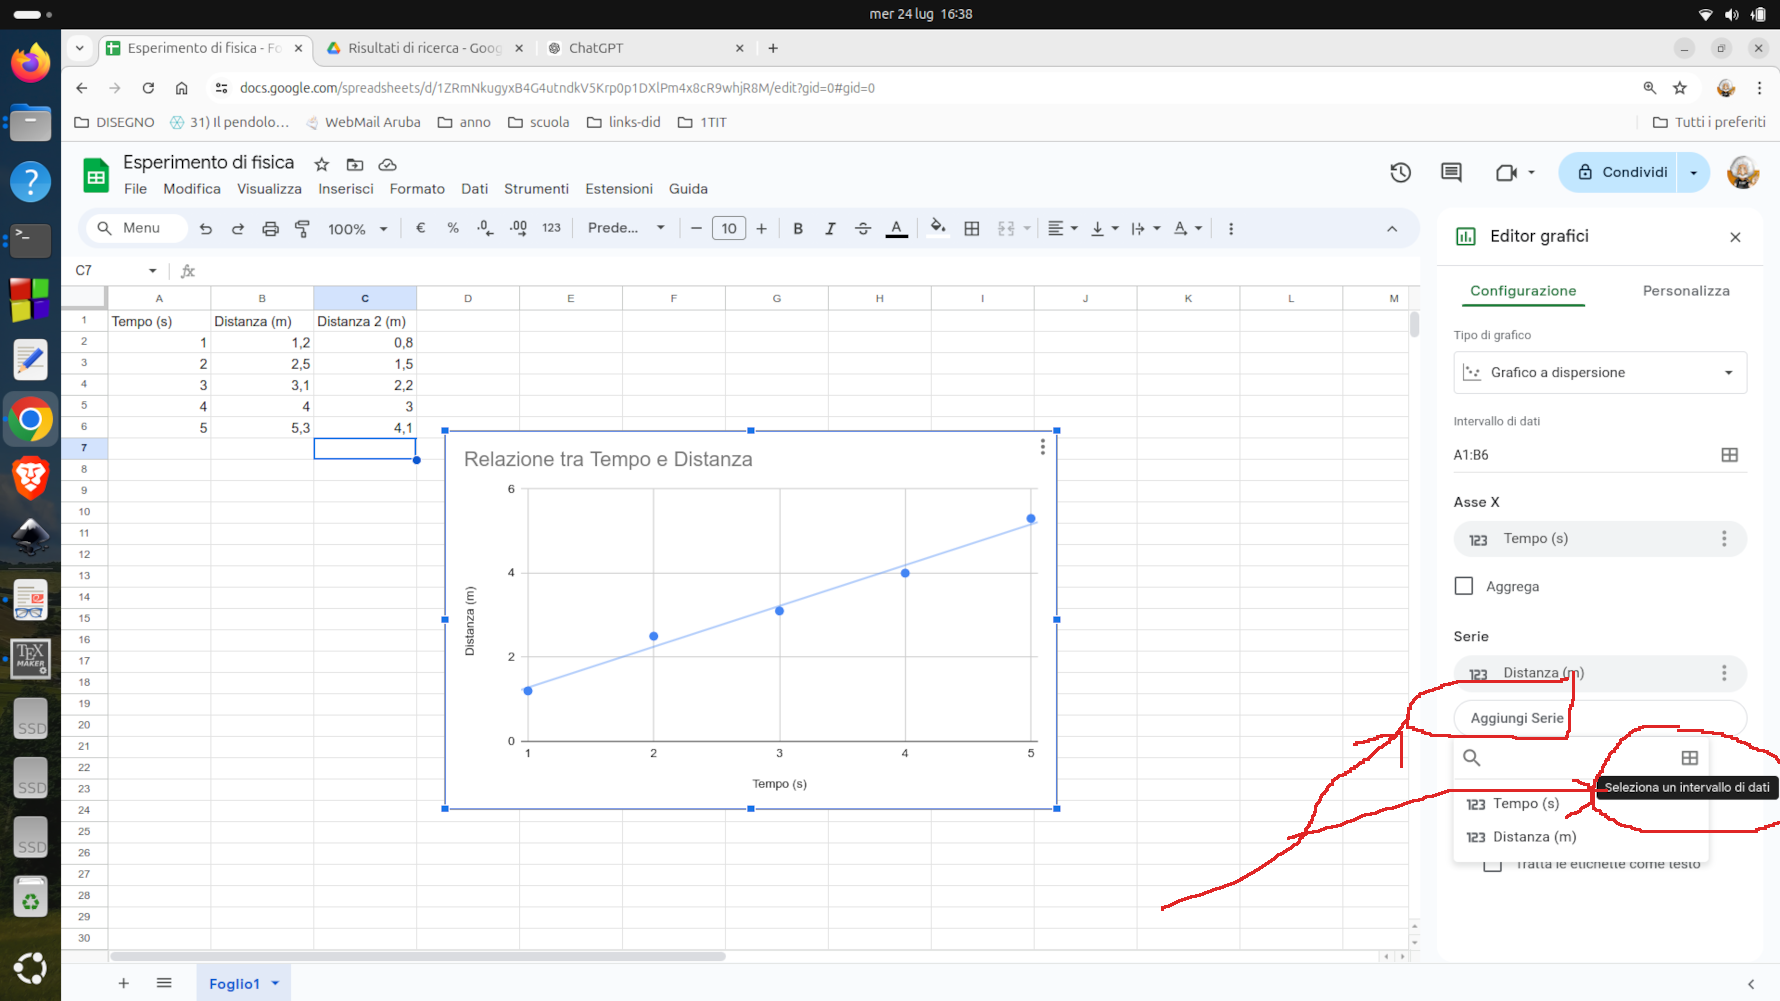 mer 24 lug 16:38
Esperimento di fisica - Fo
Risultati di ricerca - Goog
ChatGPT
docs.google.com/spreadsheets/d/1ZRmNkugyxB4G4utndkV5Krp0p1DXlPm4x8cR9whjR8M/edit?gid=0#gid=0
DISEGNO
31) Il pendolo...
WebMail Aruba
anno
scuola
links-did
1TIT
Tutti i preferiti
Esperimento di fisica
File Modifica Visualizza Inserisci Formato Dati Strumenti Estensioni Guida
Condividi
Menu
100%
€ % .0 .00 123
Prede...
10
B I A
C7
fx
A B C D E F G H I J K L M
1 Tempo (s) Distanza (m) Distanza 2 (m)
2 1 1,2 0,8
3 2 2,5 1,5
4 3 3,1 2,2
5 4 4 3
6 5 5,3 4,1
7
8
9
10
11
12
13
14
15
16
17
18
19
20
21
22
23
24
25
26
27
28
29
30
Relazione tra Tempo e Distanza
6
4
2
0
1 2 3 4 5
Distanza (m)
Tempo (s)
Editor grafici
Configurazione
Personalizza
Tipo di grafico
Grafico a dispersione
Intervallo di dati
A1:B6
Asse X
123 Tempo (s)
Aggrega
Serie
123 Distanza (m)
Aggiungi Serie
Seleziona un intervallo di dati
123 Tempo (s)
123 Distanza (m)
Tratta le etichette come testo
Foglio1
TEX
MAKER
SSD
SSD
SSD